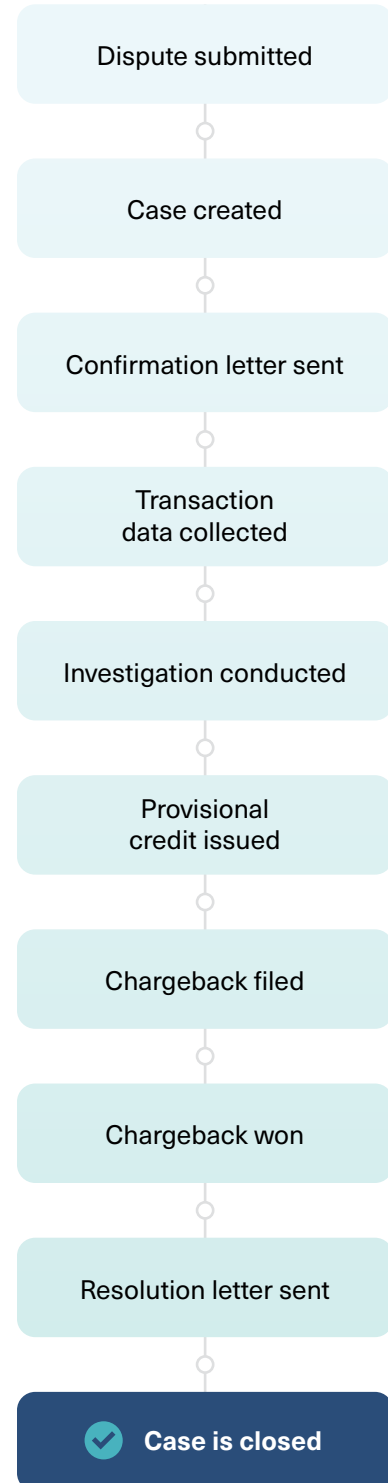 Dispute submitted
Case created
Confirmation letter sent
Transaction
data collected
Investigation conducted
Provisional
credit issued
Chargeback filed
Chargeback won
Resolution letter sent
Case is closed